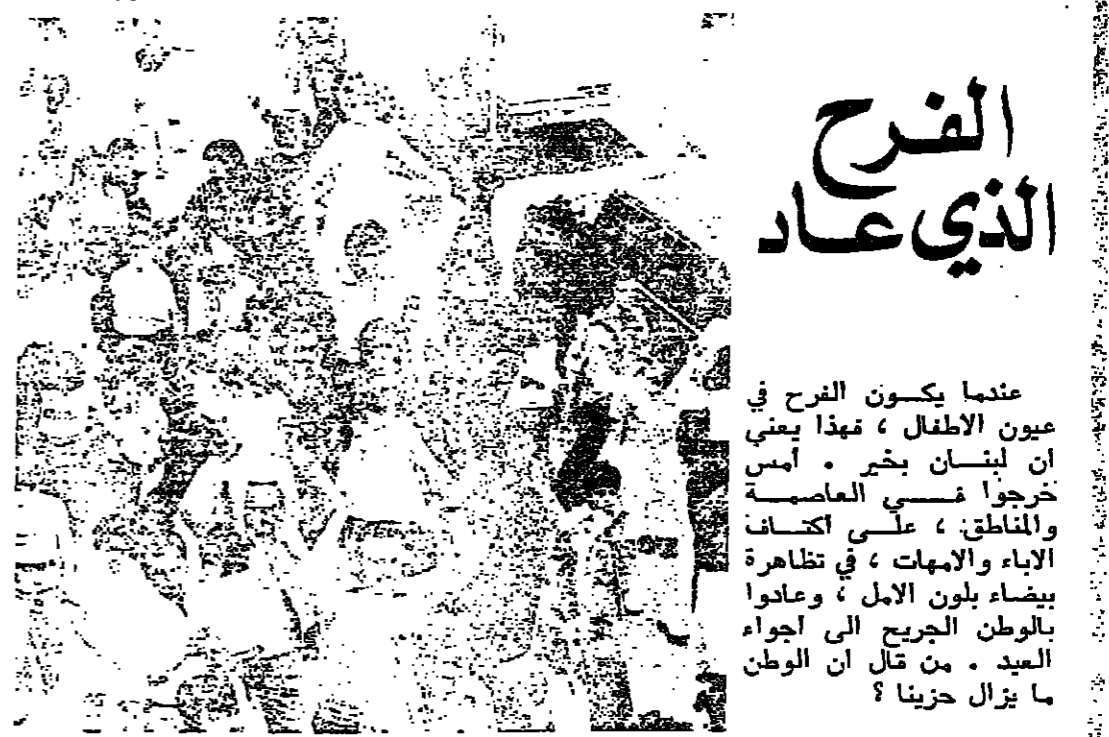 الفرح
الذي عاد
عندما يكون الفرح في
عيون الاطفال ، فهذا يعني
ان لبنان بخير . أمس
خرجوا في العاصمة
والمناطق ، على اكتاف
الاباء والامهات ، في تظاهرة
بيضاء بلون الامل ، وعادوا
بالوطن الجريح الى اجواء
العيد . من قال ان الوطن
ما يزال حزينا ؟